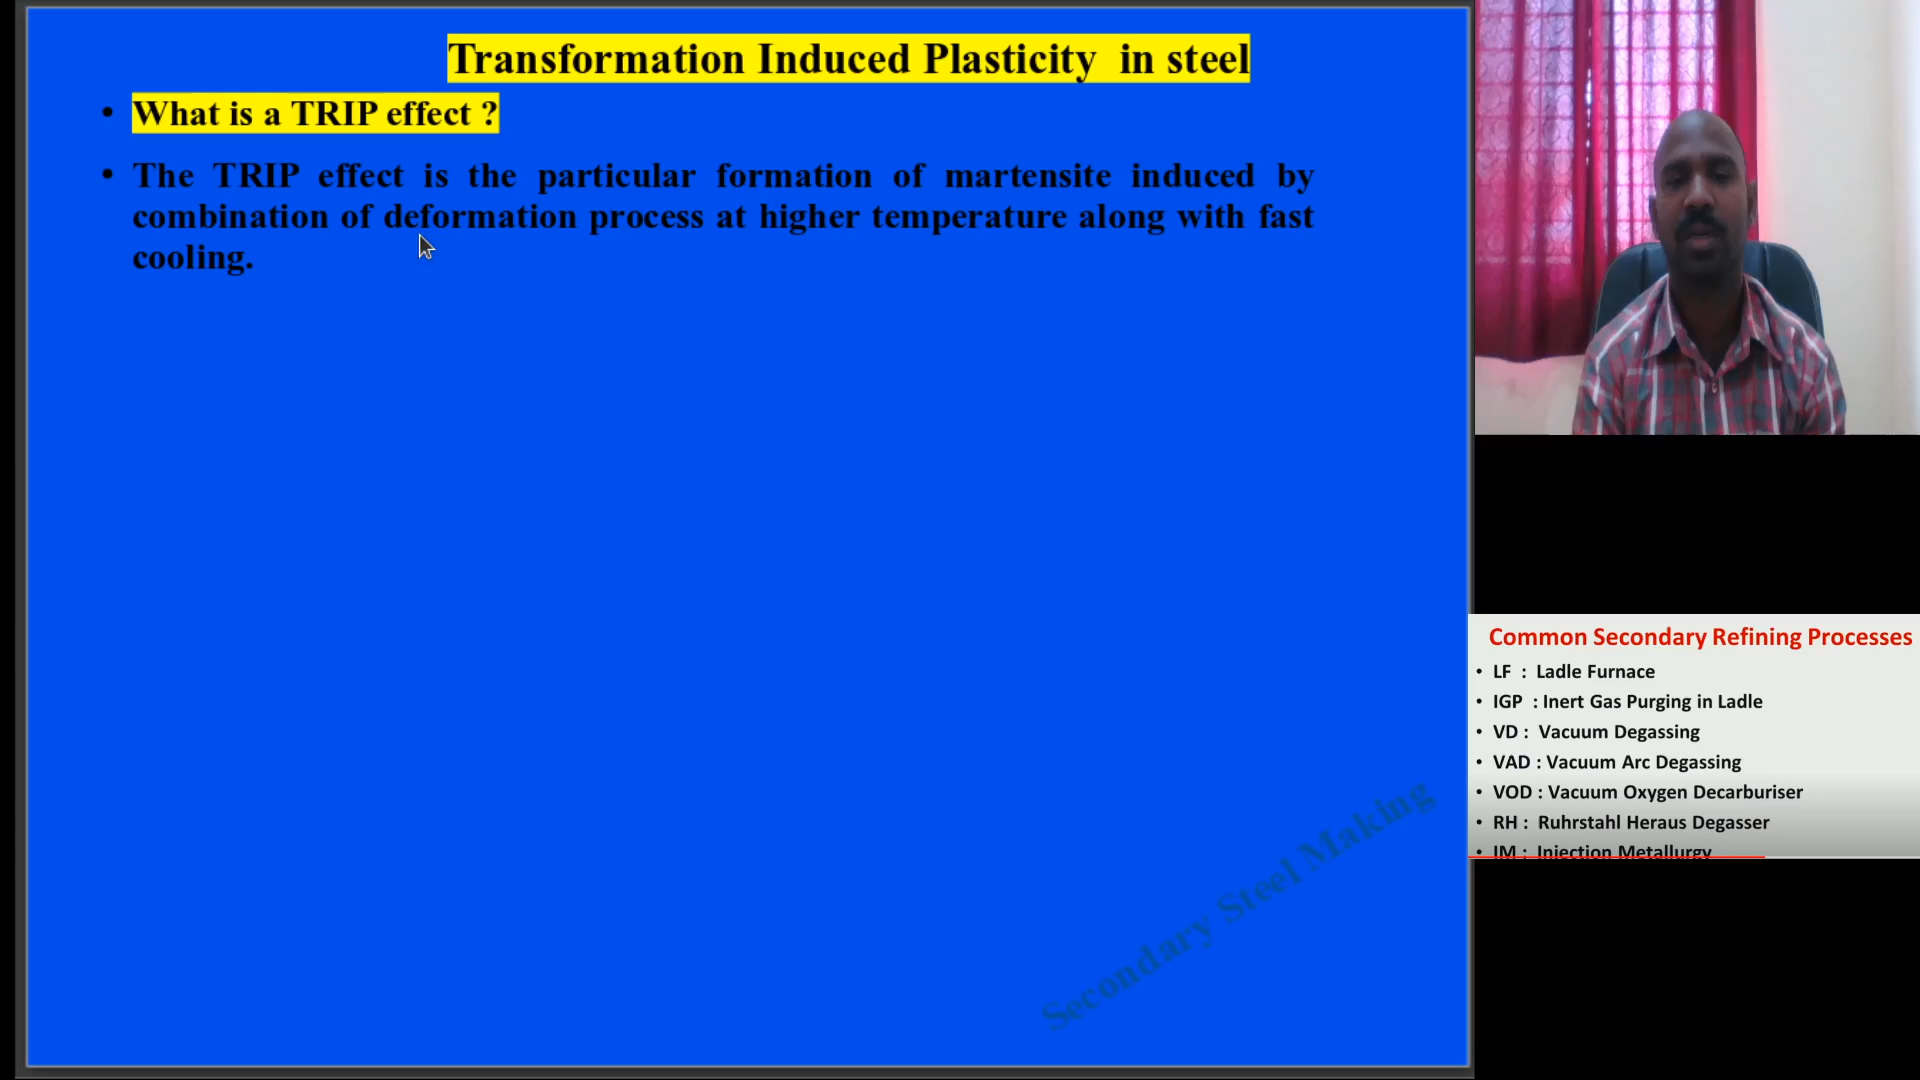 Transformation Induced Plasticity in steel
• What is a TRIP effect ?
• The TRIP effect is the particular formation of martensite induced by
combination of deformation process at higher temperature along with fast
cooling.
Secondary Steel Making
Common Secondary Refining Processes
• LF : Ladle Furnace
• IGP : Inert Gas Purging in Ladle
• VD : Vacuum Degassing
• VAD : Vacuum Arc Degassing
• VOD : Vacuum Oxygen Decarburiser
• RH : Ruhrstahl Heraus Degasser
• IM : Injection Metallurgy